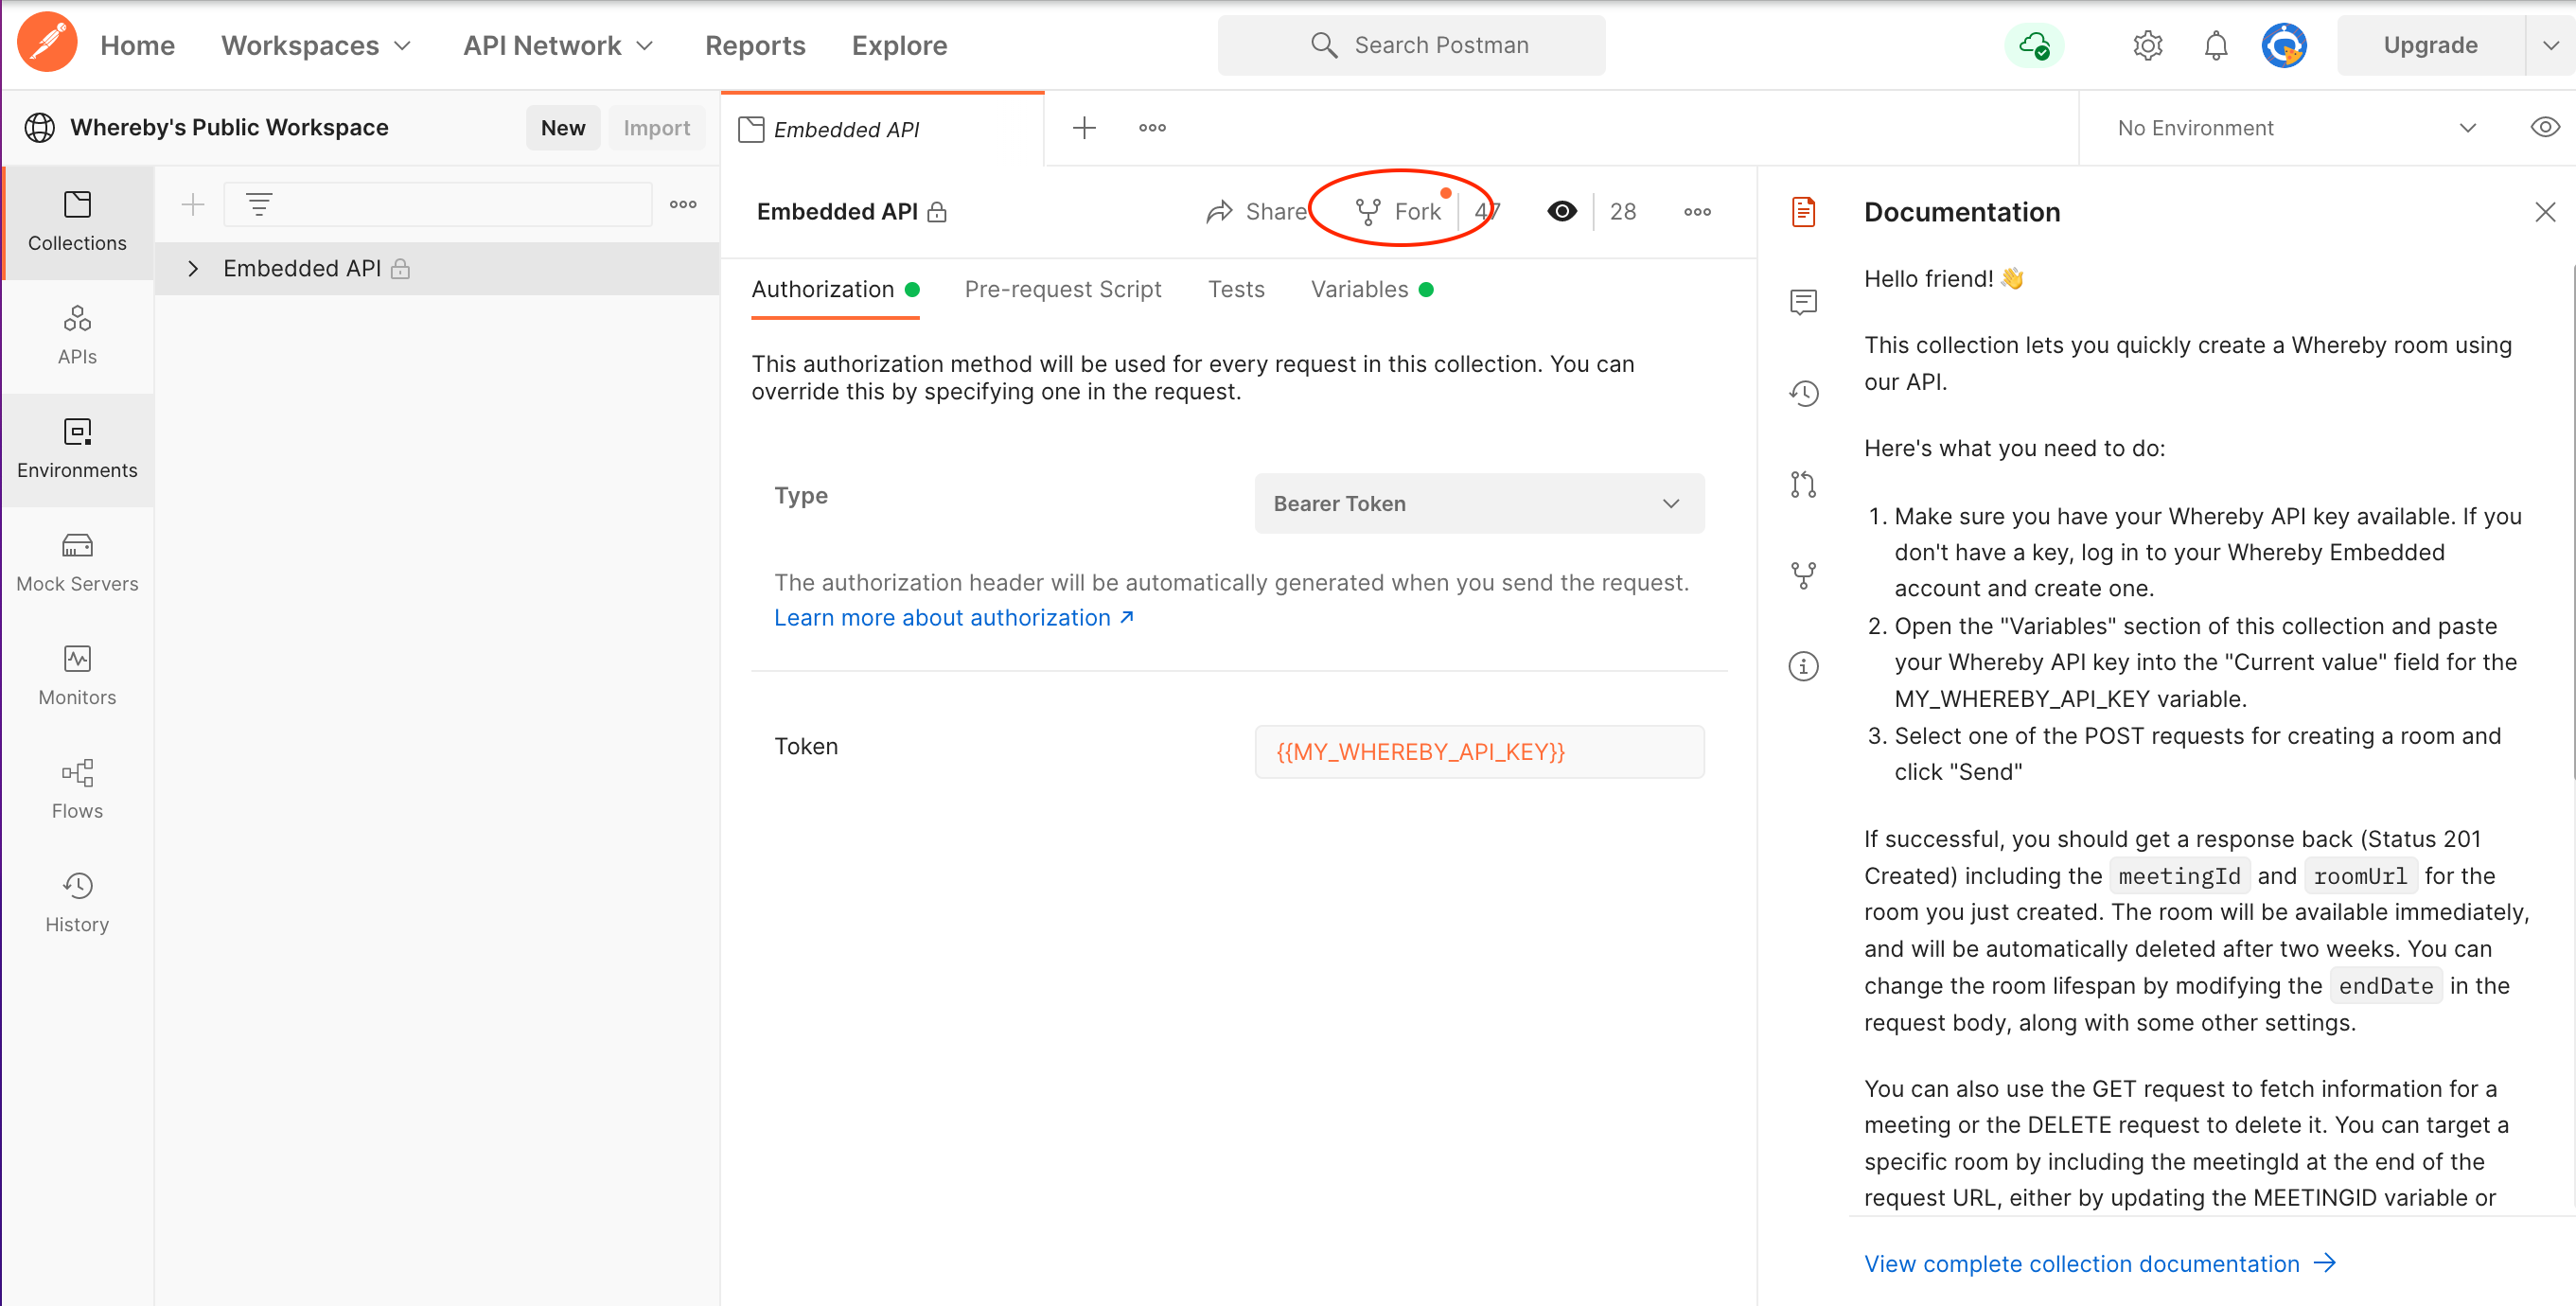 Home Workspaces API Network Reports Explore Search Postman Upgrade
Whereby's Public Workspace New Import
Embedded API
No Environment
Collections
APIs
Environments
Mock Servers
Monitors
Flows
History
Embedded API
Embedded API Share Fork 47 28
Authorization Pre-request Script Tests Variables
This authorization method will be used for every request in this collection. You can
override this by specifying one in the request.
Type Bearer Token
The authorization header will be automatically generated when you send the request.
Learn more about authorization ↗
Token {{MY_WHEREBY_API_KEY}}
Documentation
Hello friend! 👋
This collection lets you quickly create a Whereby room using
our API.
Here's what you need to do:
1. Make sure you have your Whereby API key available. If you
don't have a key, log in to your Whereby Embedded
account and create one.
2. Open the "Variables" section of this collection and paste
your Whereby API key into the "Current value" field for the
MY_WHEREBY_API_KEY variable.
3. Select one of the POST requests for creating a room and
click "Send"
If successful, you should get a response back (Status 201
Created) including the meetingId and roomUrl for the
room you just created. The room will be available immediately,
and will be automatically deleted after two weeks. You can
change the room lifespan by modifying the endDate in the
request body, along with some other settings.
You can also use the GET request to fetch information for a
meeting or the DELETE request to delete it. You can target a
specific room by including the meetingId at the end of the
request URL, either by updating the MEETINGID variable or
View complete collection documentation →